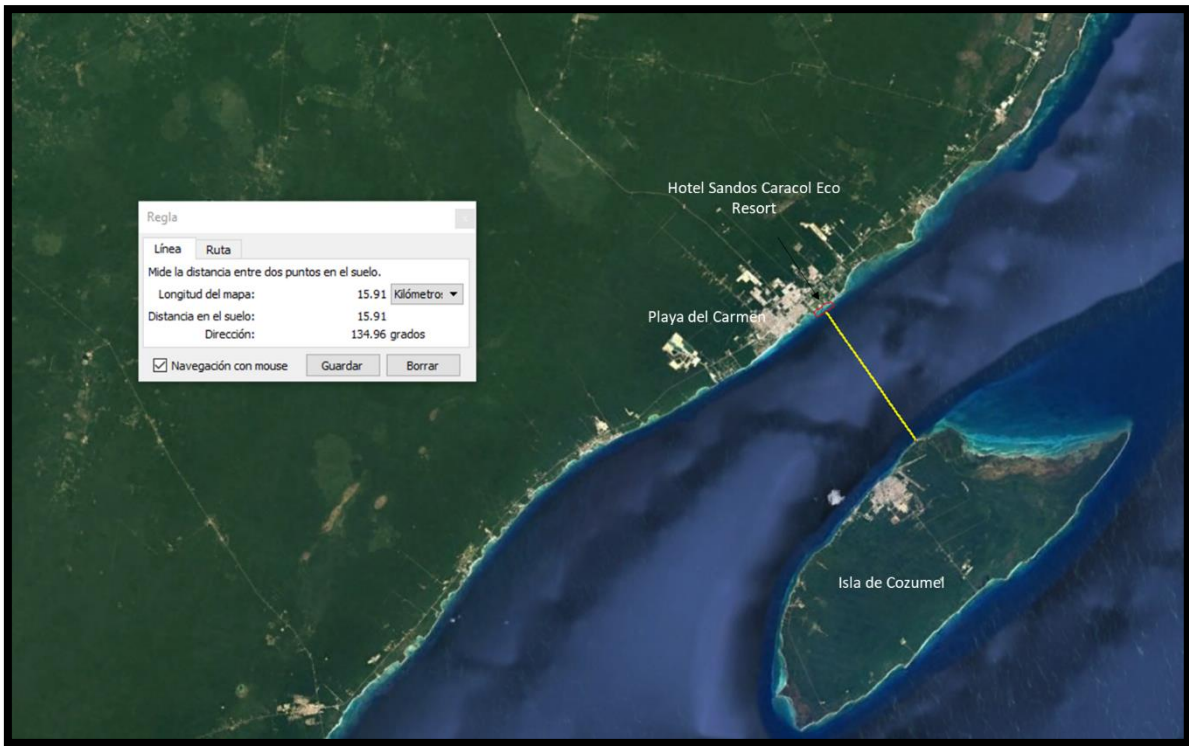 Hotel Sandos Caracol Eco
Resort
Regla
Línea Ruta
Mide la distancia entre dos puntos en el suelo.
Longitud del mapa: 15.91 Kilómetro:
Distancia en el suelo: 15.91
Dirección: 134.96 grados
Navegación con mouse Guardar Borrar
Playa del Carmen
Isla de Cozumel